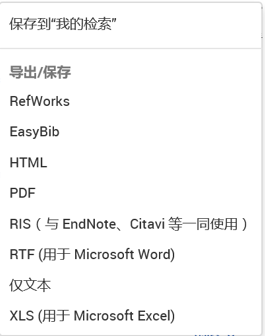 保存到“我的检索”
导出/保存
RefWorks
EasyBib
HTML
PDF
RIS（与 EndNote、Citavi 等一同使用）
RTF (用于 Microsoft Word)
仅文本
XLS (用于 Microsoft Excel)